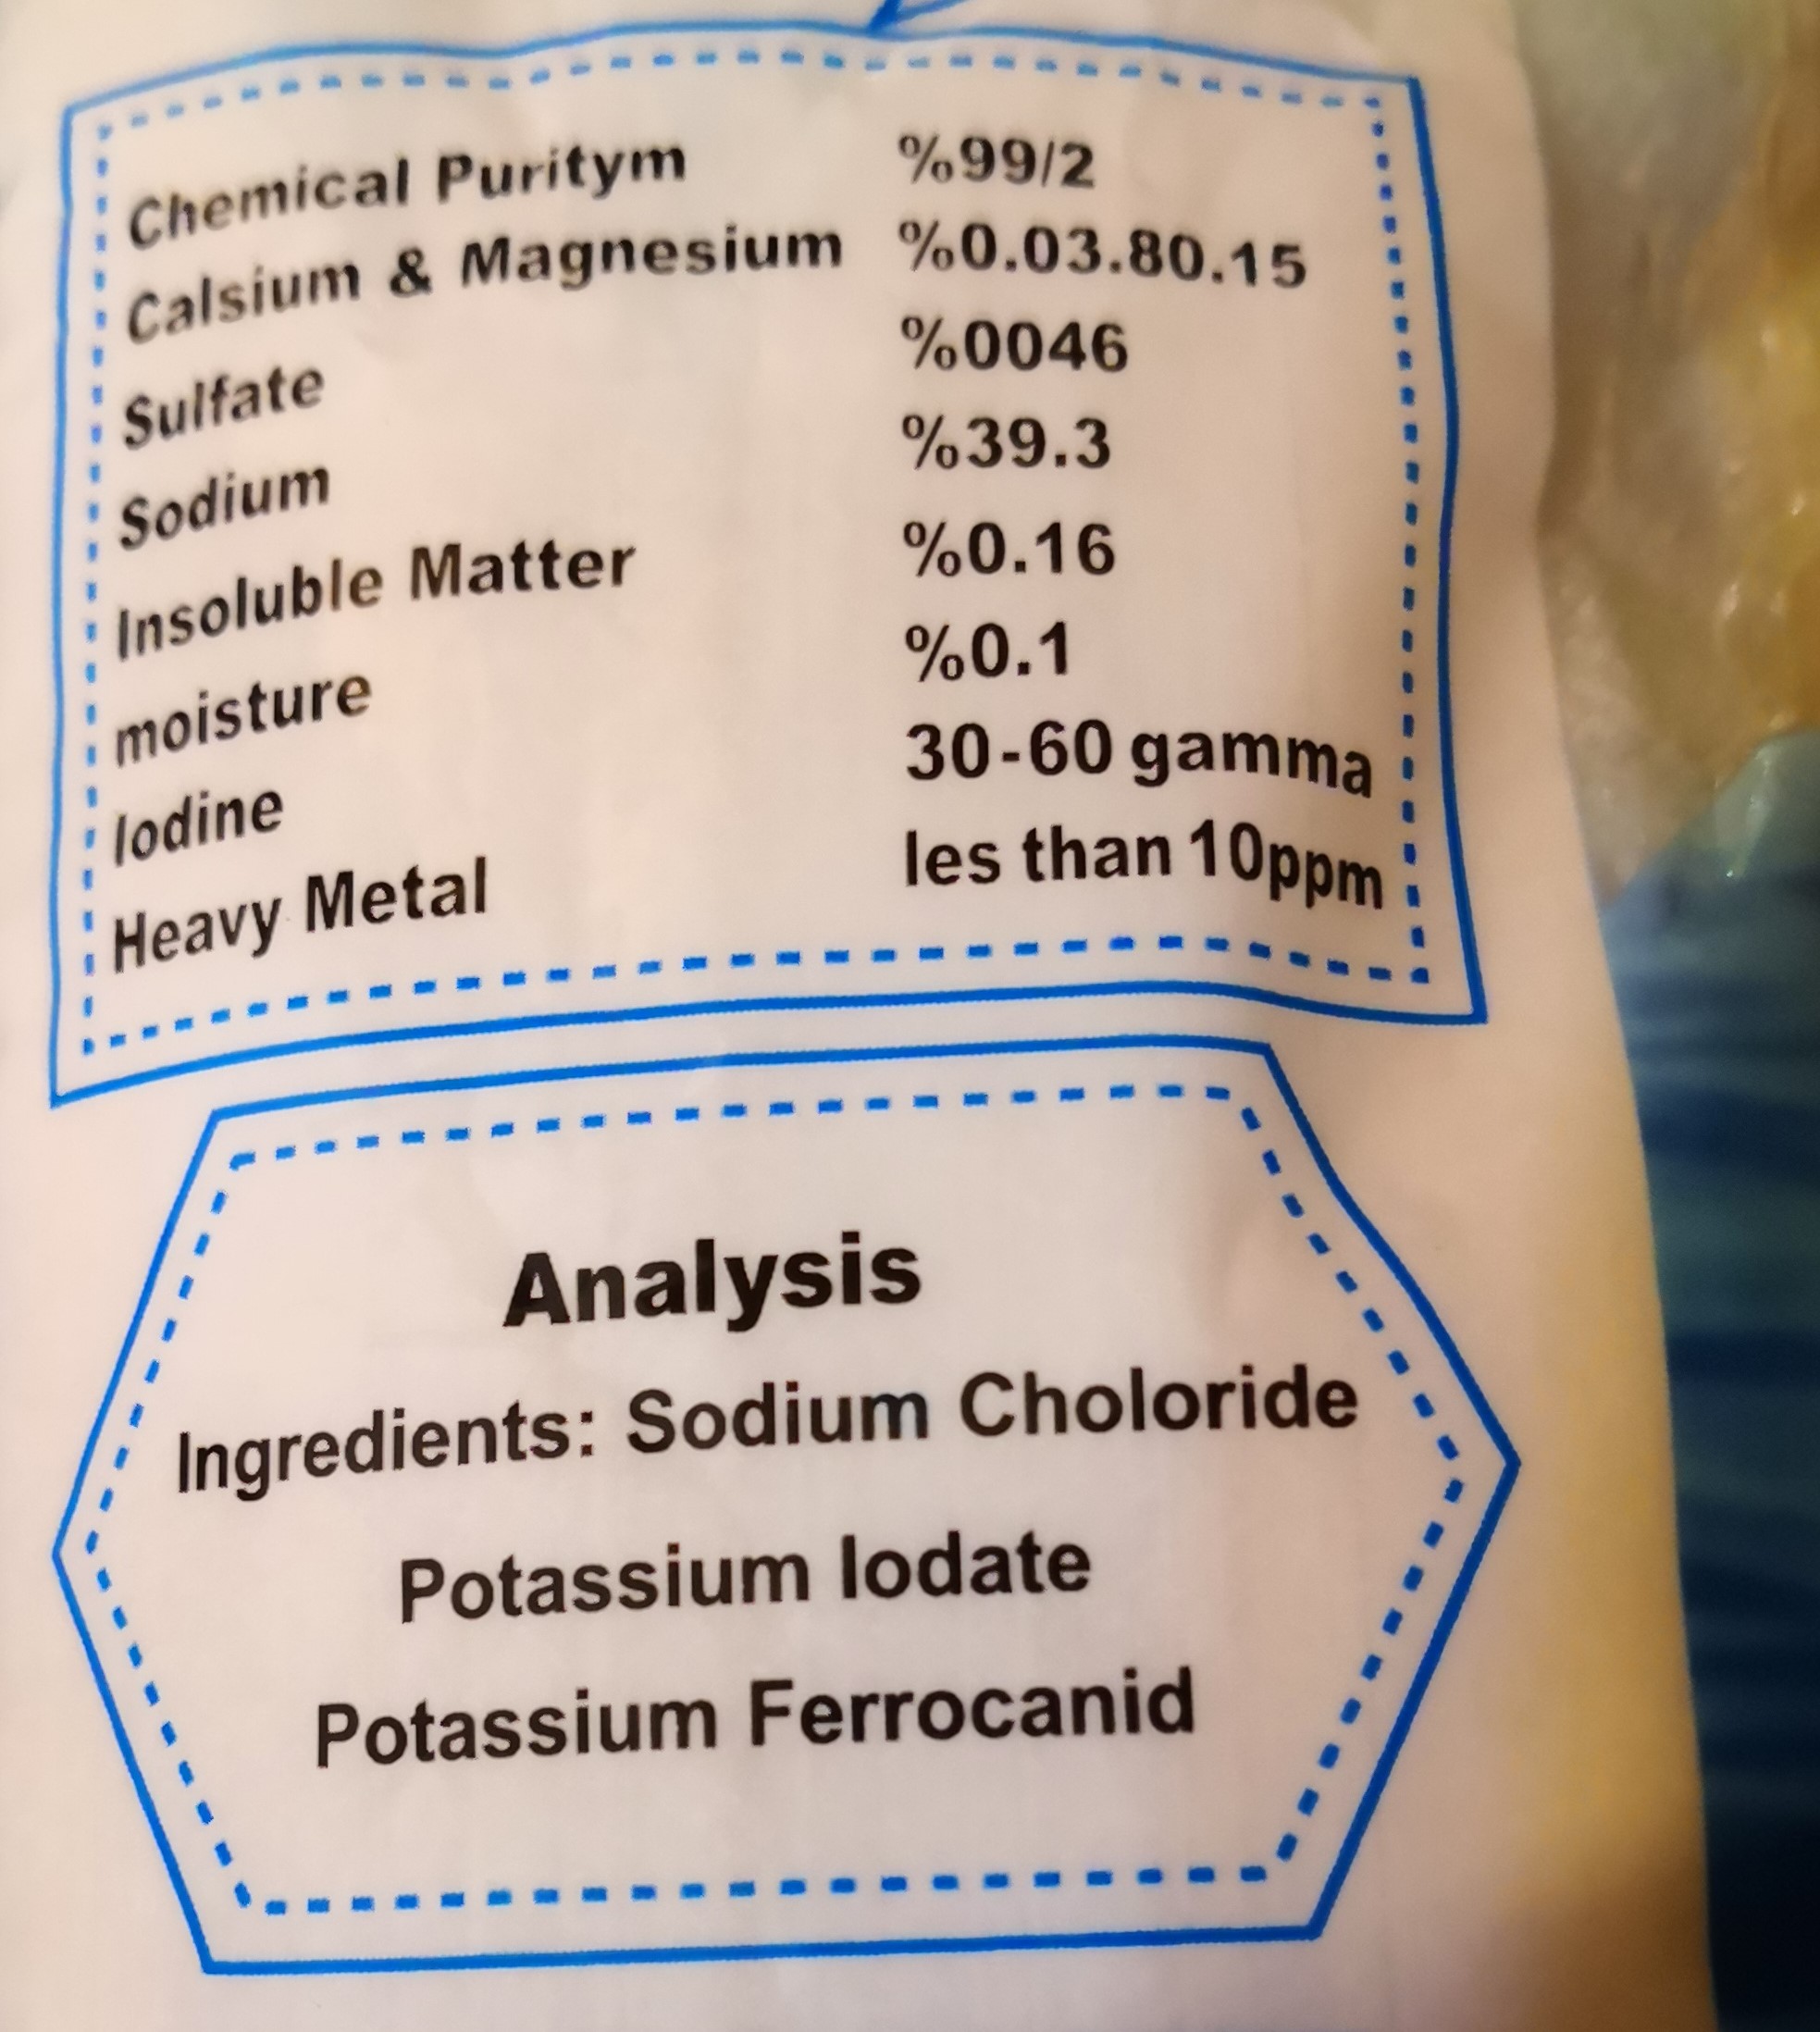 Chemical Puritym %99/2
Calsium & Magnesium %0.03.80.15
Sulfate %0046
Sodium %39.3
Insoluble Matter %0.16
moisture %0.1
Iodine 30-60 gamma
Heavy Metal les than 10ppm
Analysis
Ingredients: Sodium Choloride
Potassium Iodate
Potassium Ferrocanid